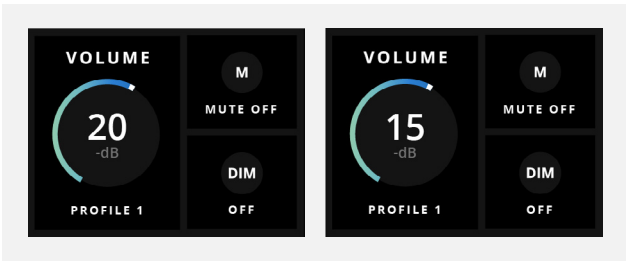 VOLUME
20
-dB
PROFILE 1
M
MUTE OFF
DIM
OFF
VOLUME
15
-dB
PROFILE 1
M
MUTE OFF
DIM
OFF